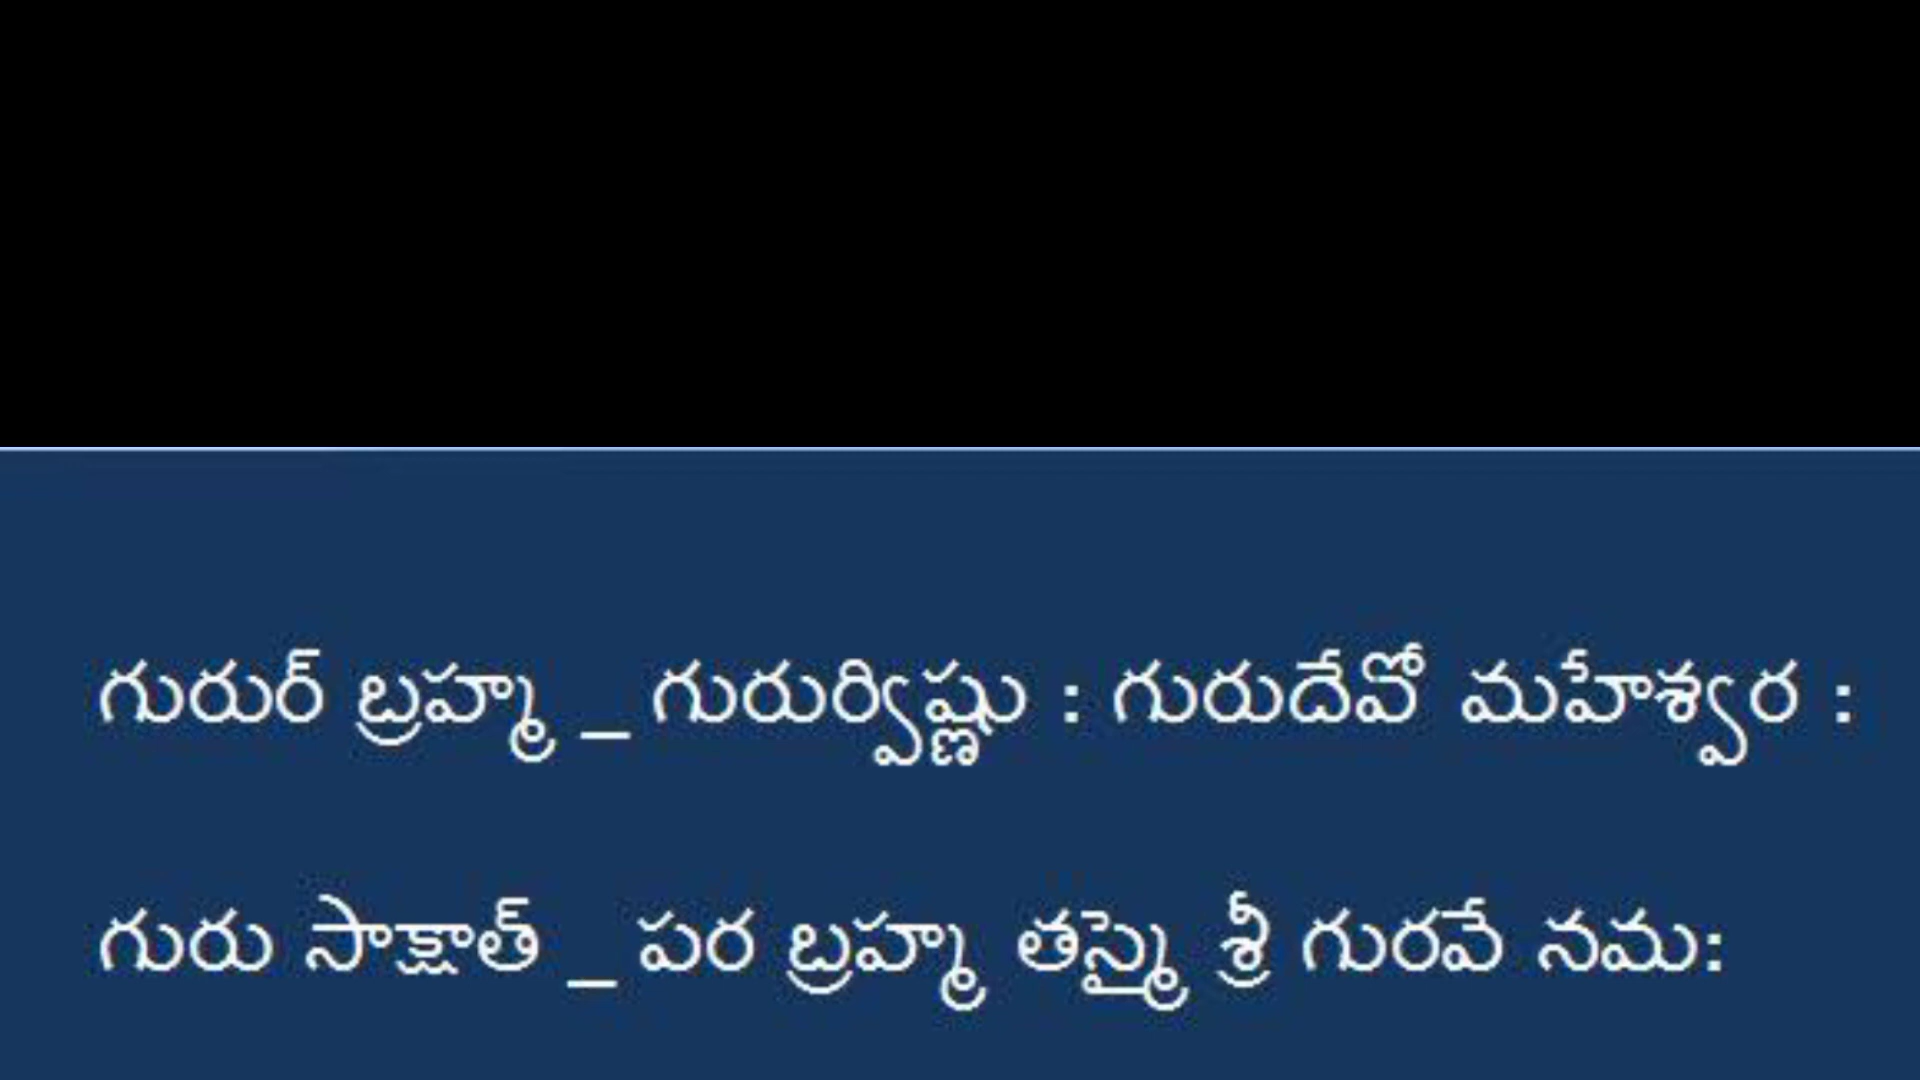 గురుర్ బ్రహ్మ _ గురుర్విష్ణు : గురుదేవో మహేశ్వర :
గురు సాక్షాత్ _ పర బ్రహ్మ తస్మై శ్రీ గురవే నమ: